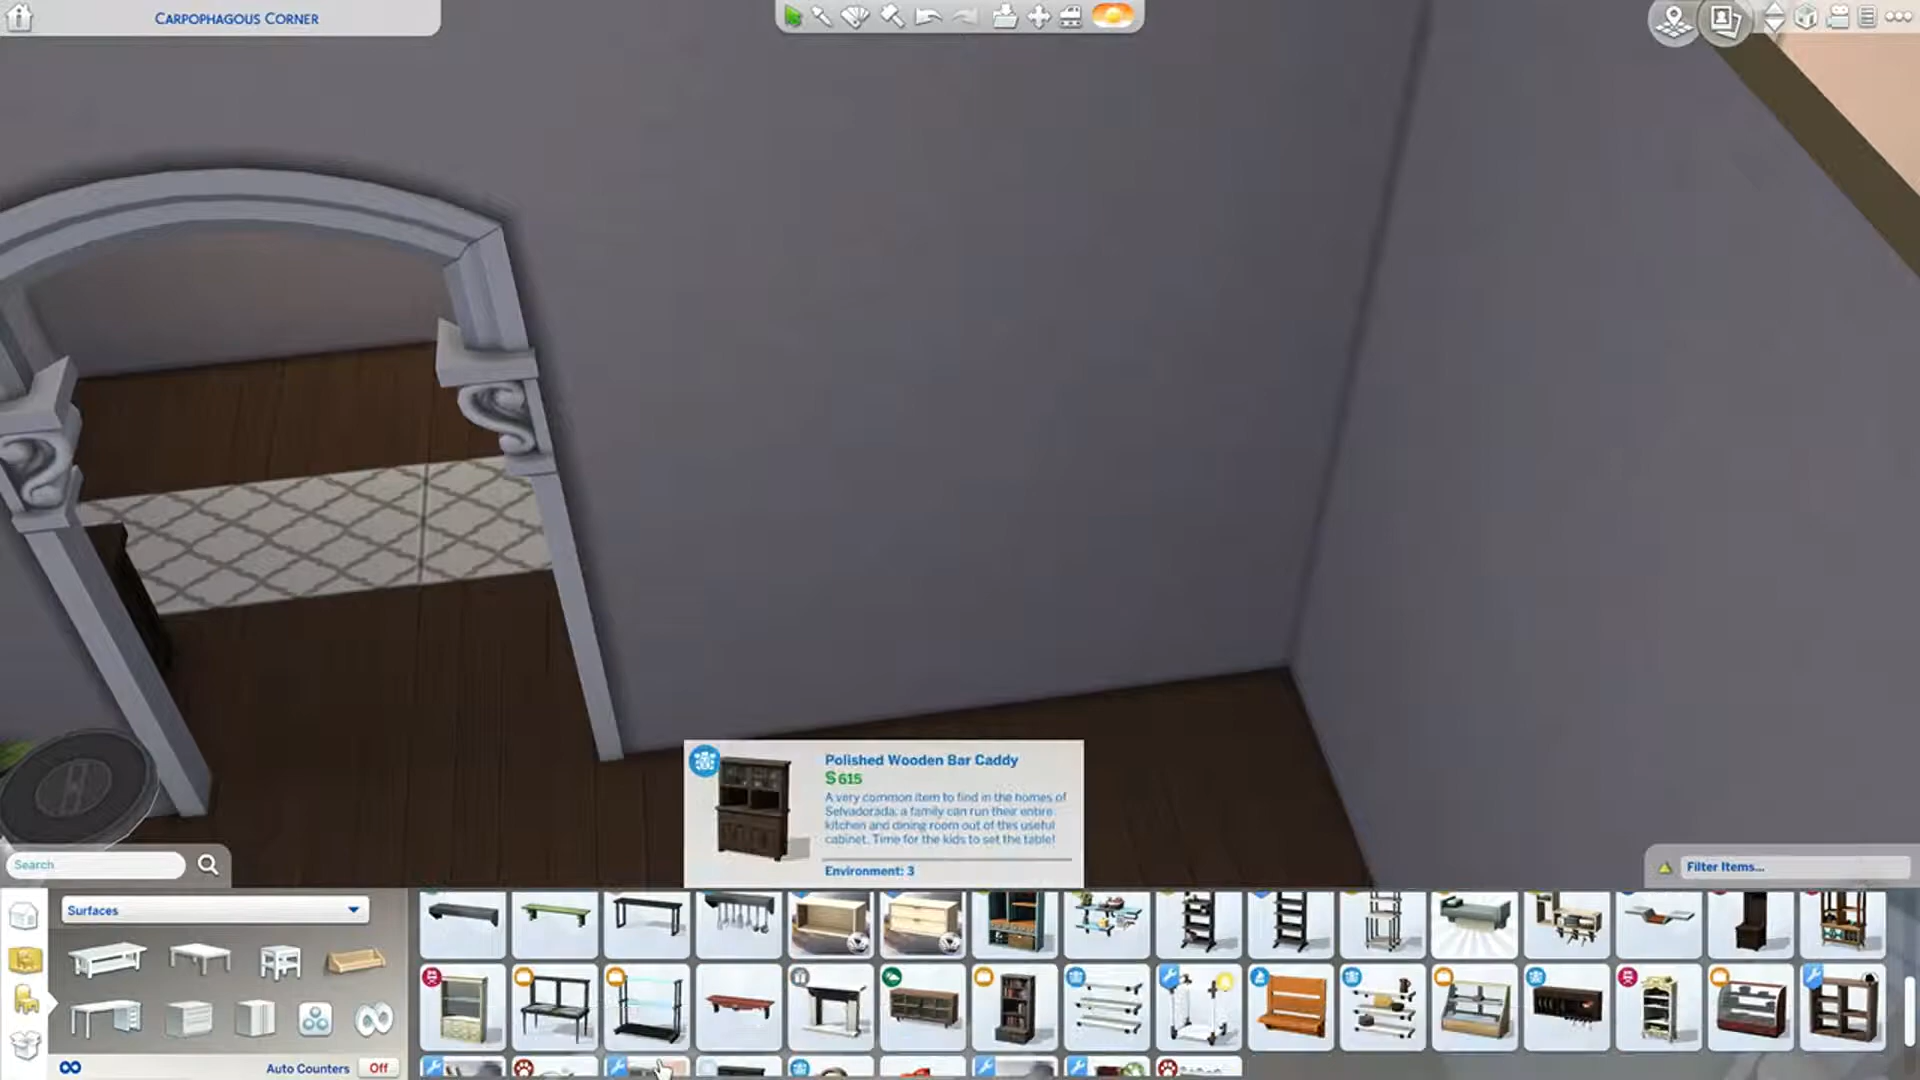 Carpophagous Corner
Polished Wooden Bar Caddy
§615
A very common item to find in the homes of
Selvadorada, a family can run their entire
kitchen and dining room out of this useful
cabinet. Time for the kids to set the table!
Environment: 3
Search
Filter Items...
Surfaces
Auto Counters Off